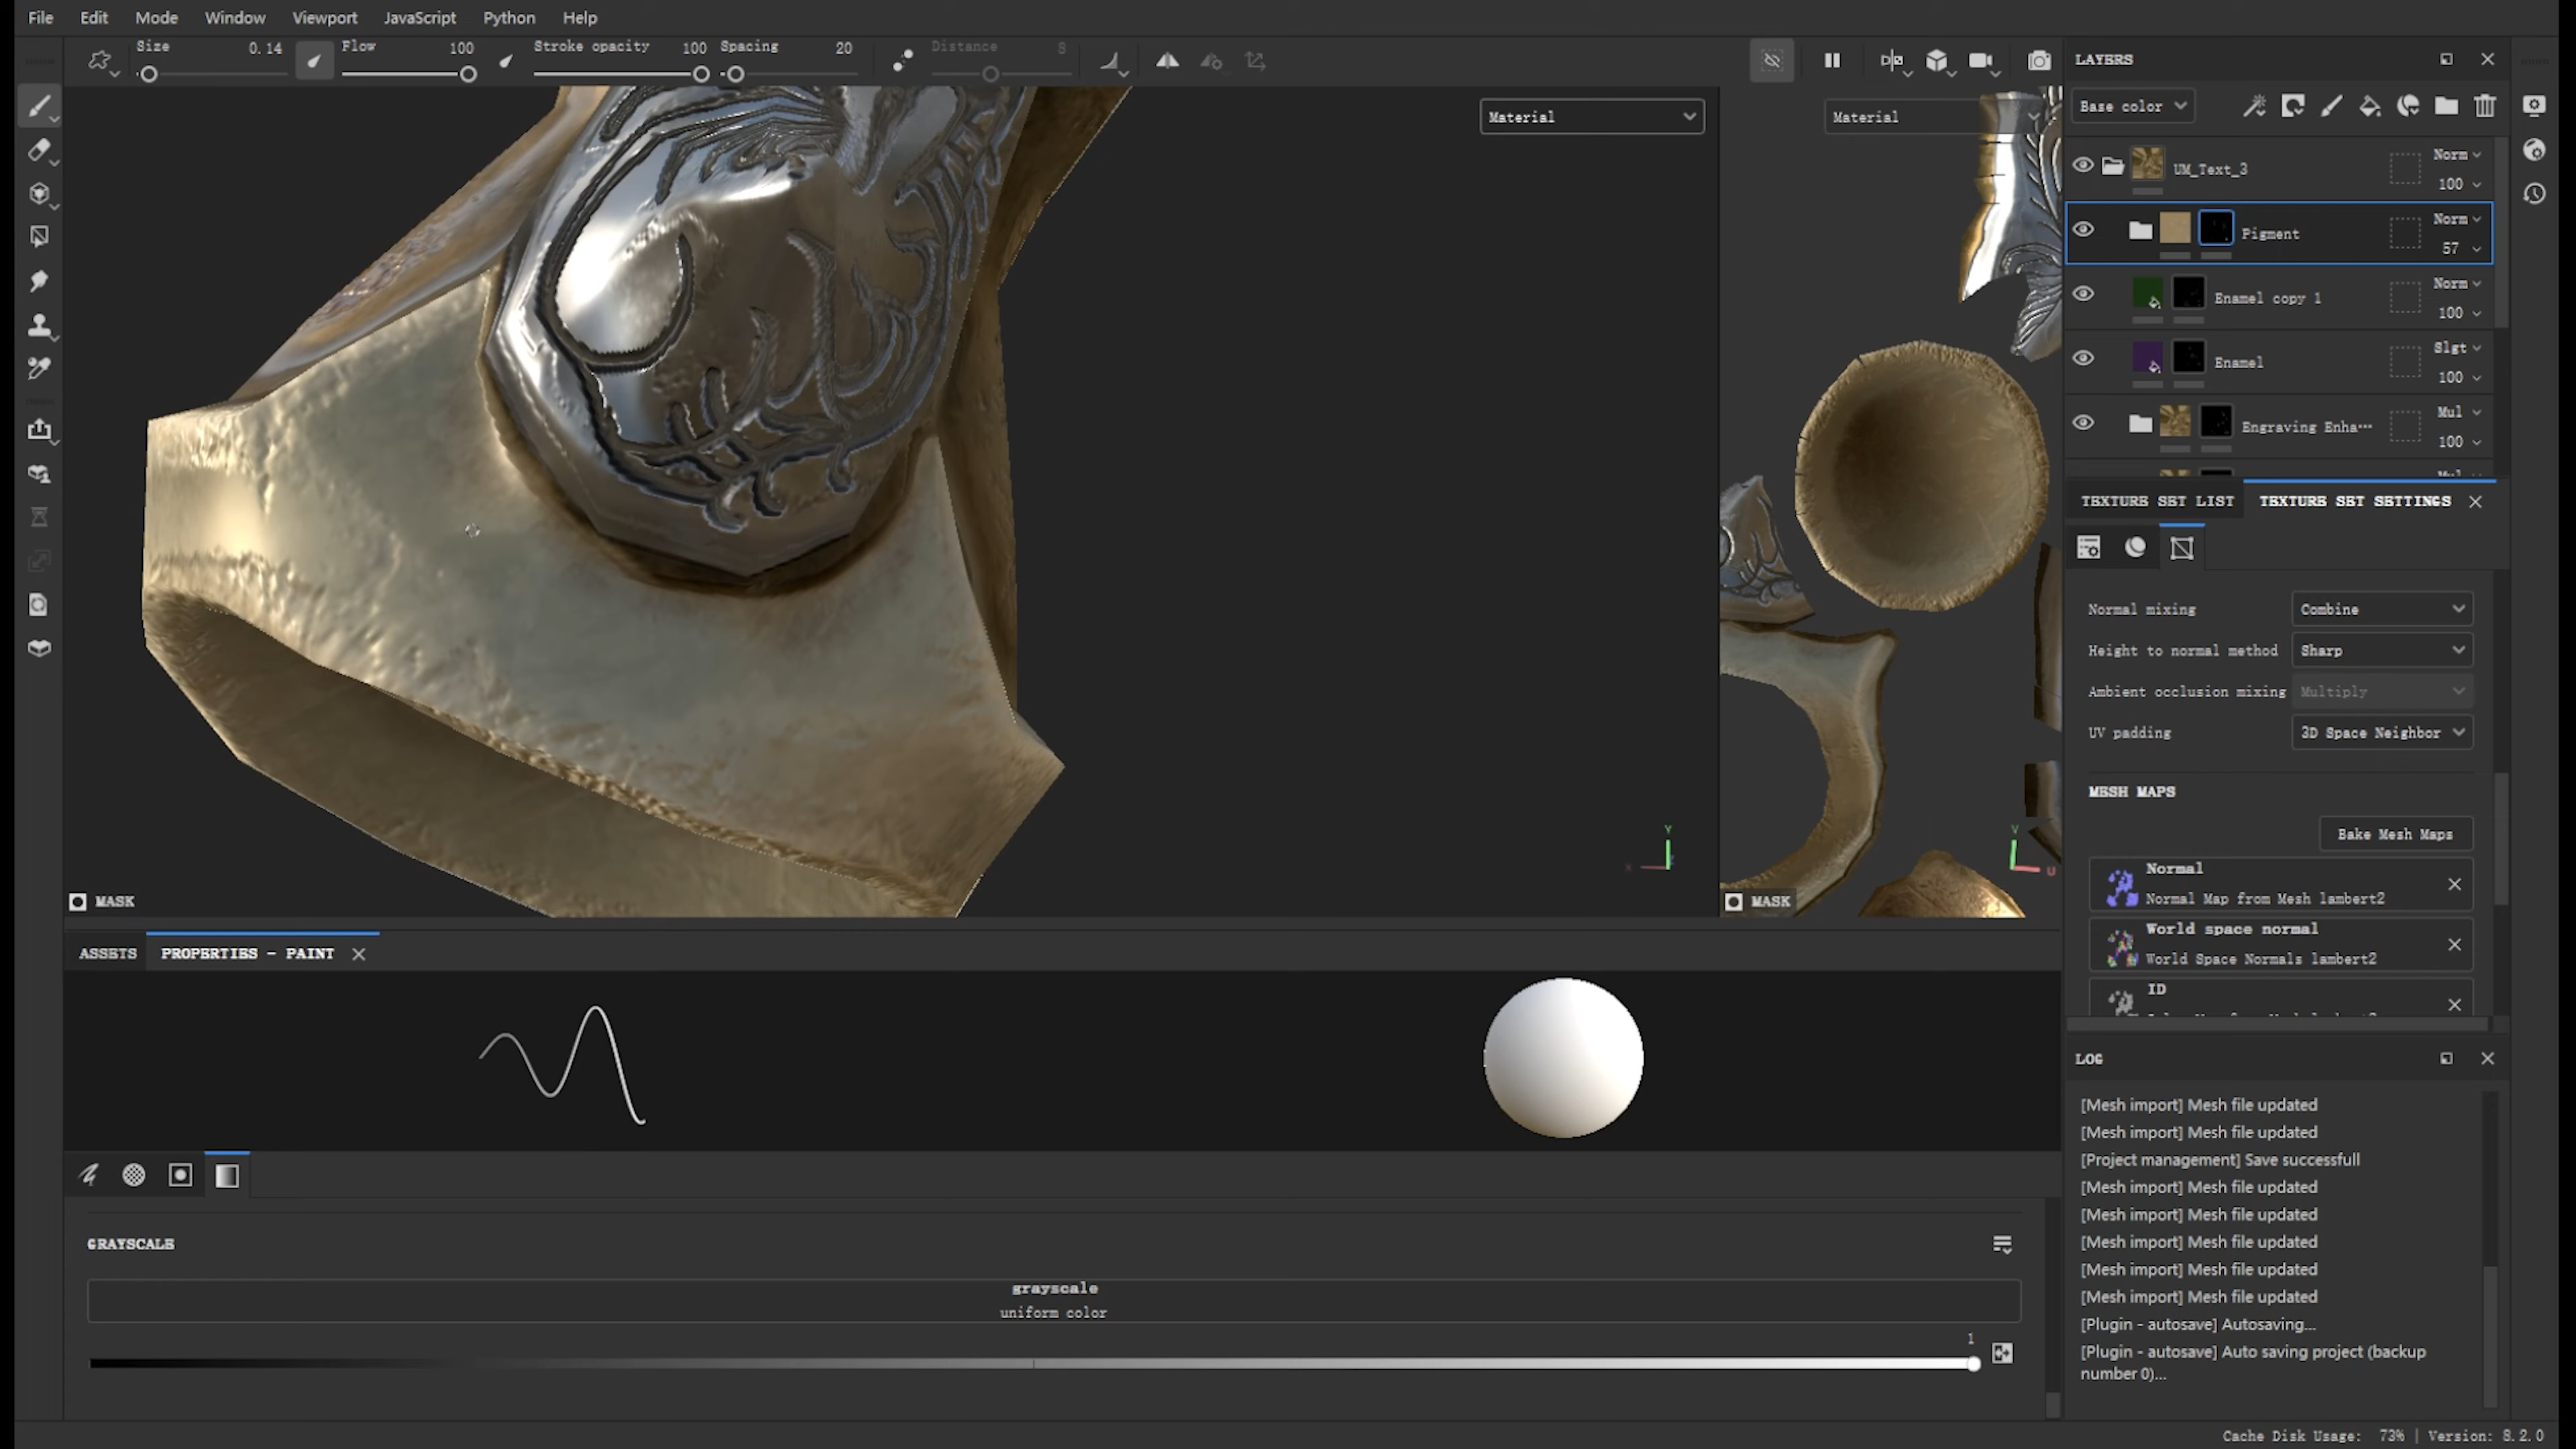 File Edit Mode Window Viewport JavaScript Python Help
Size 0.14 Flow 100 Stroke opacity 100 Spacing 20 Distance 8
Material
Material
Y
X
V
U
MASK
MASK
LAYERS
Base color
UM_Text_3 Norm 100
Pigment Norm 57
Enamel copy 1 Norm 100
Enamel Slgt 100
Engraving Enha… Mul 100
TEXTURE SET LIST TEXTURE SET SETTINGS
Normal mixing Combine
Height to normal method Sharp
Ambient occlusion mixing Multiply
UV padding 3D Space Neighbor
MESH MAPS
Bake Mesh Maps
Normal
Normal Map from Mesh lambert2
World space normal
World Space Normals lambert2
ID
ASSETS PROPERTIES - PAINT
GRAYSCALE
grayscale
uniform color
1
LOG
[Mesh import] Mesh file updated
[Mesh import] Mesh file updated
[Project management] Save successfull
[Mesh import] Mesh file updated
[Mesh import] Mesh file updated
[Mesh import] Mesh file updated
[Mesh import] Mesh file updated
[Mesh import] Mesh file updated
[Plugin - autosave] Autosaving...
[Plugin - autosave] Auto saving project (backup
number 0)...
Cache Disk Usage: 73% | Version: 8.2.0